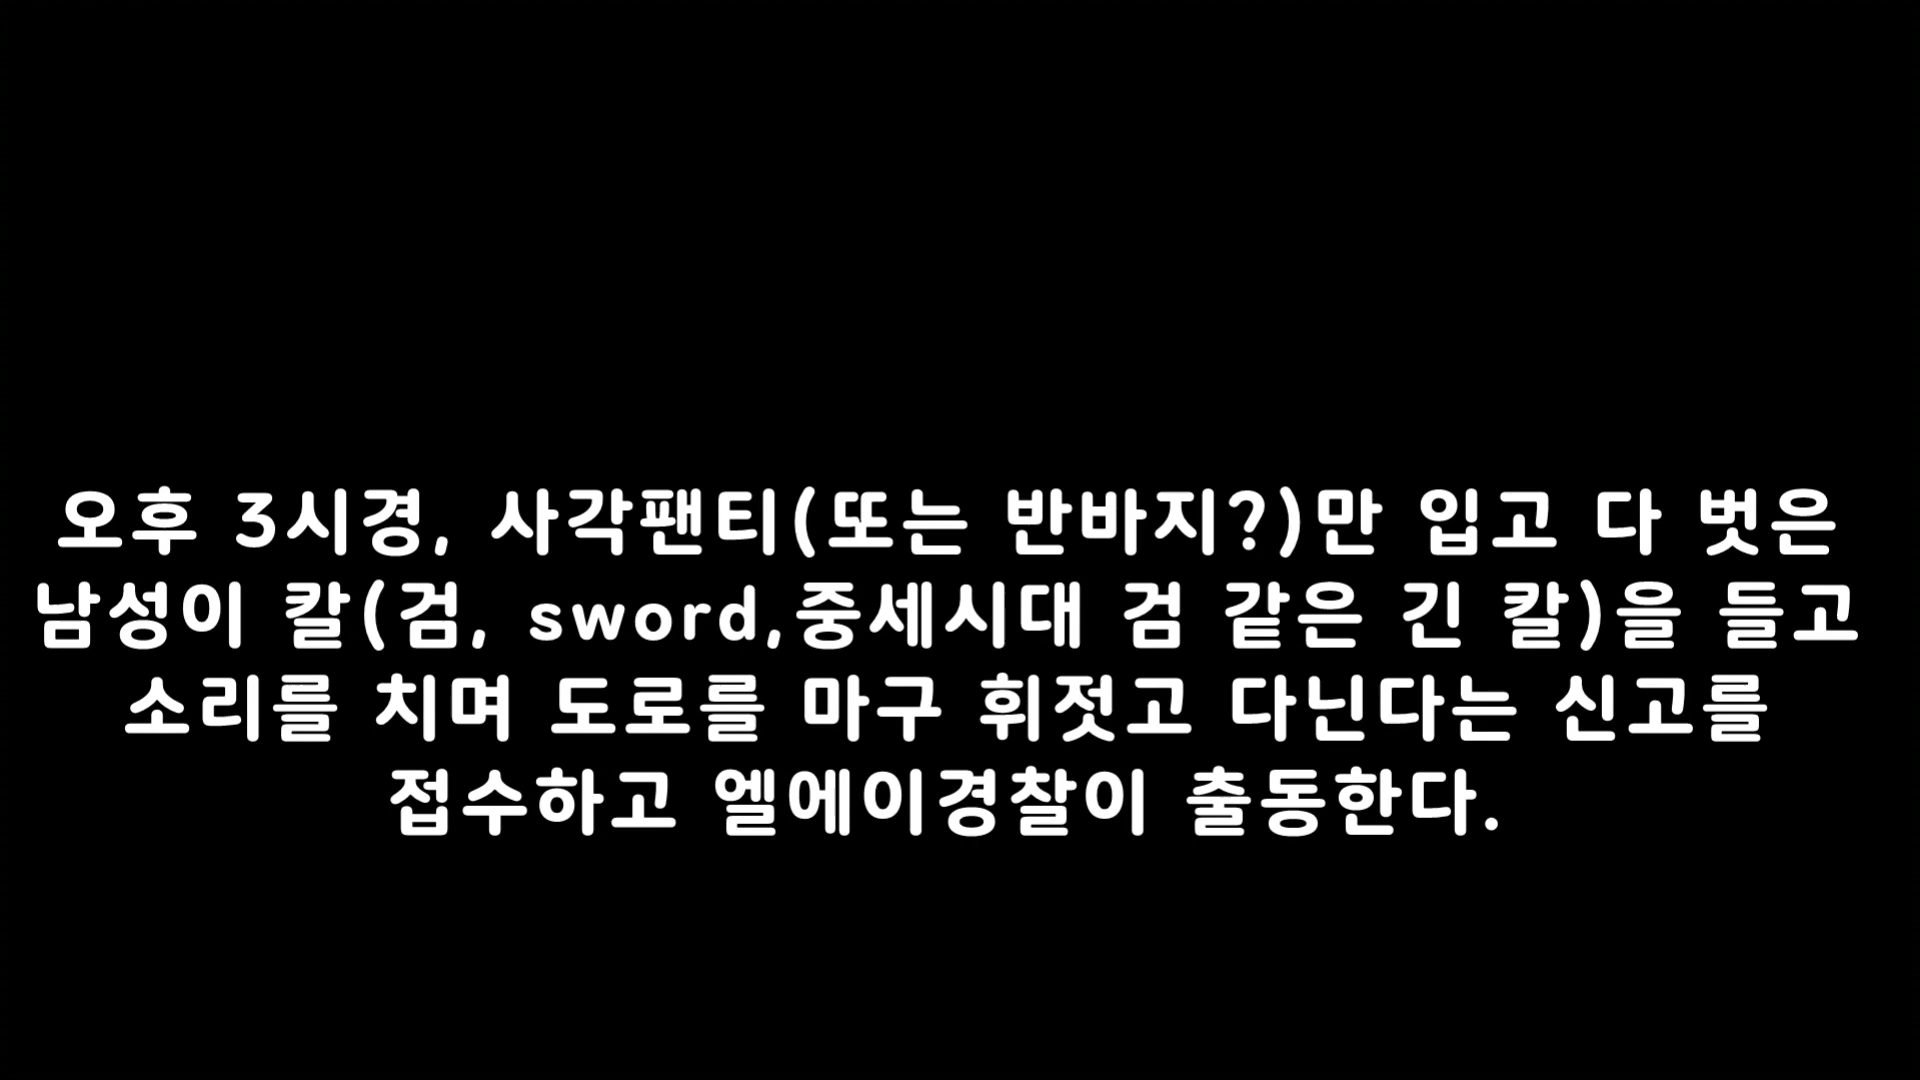 오후 3시경, 사각팬티(또는 반바지?)만 입고 다 벗은
남성이 칼(검, sword,중세시대 검 같은 긴 칼)을 들고
소리를 치며 도로를 마구 휘젓고 다닌다는 신고를
접수하고 엘에이경찰이 출동한다.